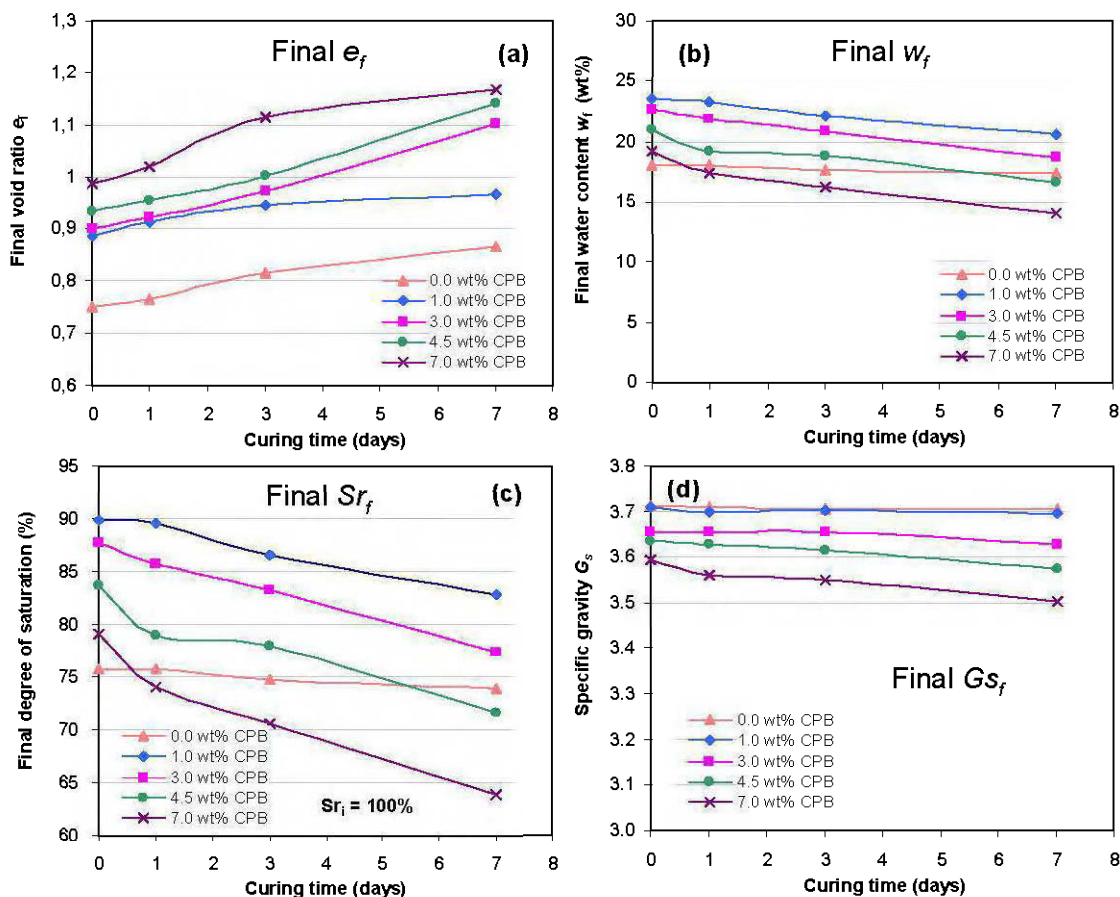 1,3
1,2
1,1
1
0,9
0,8
0,7
0,6
Final void ratio ef
Final ef
(a)
0.0 wt% CPB
1.0 wt% CPB
3.0 wt% CPB
4.5 wt% CPB
7.0 wt% CPB
0 1 2 3 4 5 6 7 8
Curing time (days)
30
25
20
15
10
5
0
Final water content wf (wt%)
(b)
Final wf
0.0 wt% CPB
1.0 wt% CPB
3.0 wt% CPB
4.5 wt% CPB
7.0 wt% CPB
0 1 2 3 4 5 6 7 8
Curing time (days)
95
90
85
80
75
70
65
60
Final degree of saturation (%)
Final Srf
(c)
0.0 wt% CPB
1.0 wt% CPB
3.0 wt% CPB
4.5 wt% CPB
7.0 wt% CPB
Sri = 100%
0 1 2 3 4 5 6 7 8
Curing time (days)
3.8
3.7
3.6
3.5
3.4
3.3
3.2
3.1
3.0
Specific gravity Gs
(d)
Final Gsf
0.0 wt% CPB
1.0 wt% CPB
3.0 wt% CPB
4.5 wt% CPB
7.0 wt% CPB
0 1 2 3 4 5 6 7 8
Curing time (days)